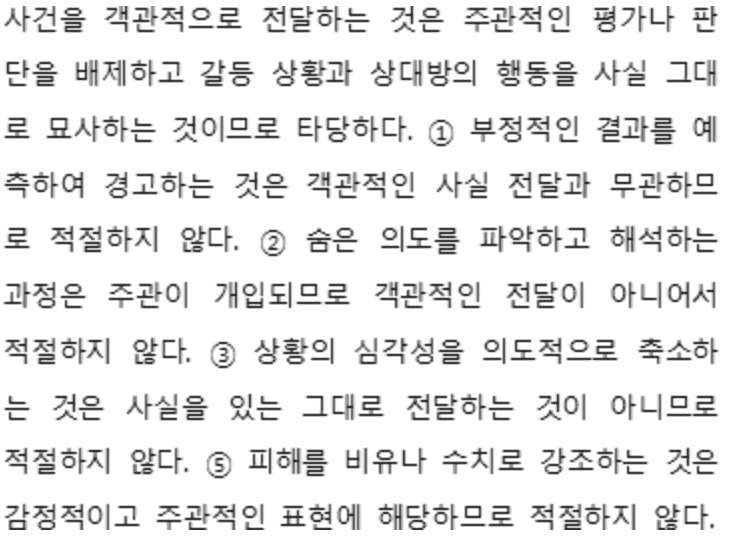 사건을 객관적으로 전달하는 것은 주관적인 평가나 판
단을 배제하고 갈등 상황과 상대방의 행동을 사실 그대
로 묘사하는 것이므로 타당하다. ① 부정적인 결과를 예
측하여 경고하는 것은 객관적인 사실 전달과 무관하므
로 적절하지 않다. ② 숨은 의도를 파악하고 해석하는
과정은 주관이 개입되므로 객관적인 전달이 아니어서
적절하지 않다. ③ 상황의 심각성을 의도적으로 축소하
는 것은 사실을 있는 그대로 전달하는 것이 아니므로
적절하지 않다. ⑤ 피해를 비유나 수치로 강조하는 것은
감정적이고 주관적인 표현에 해당하므로 적절하지 않다.